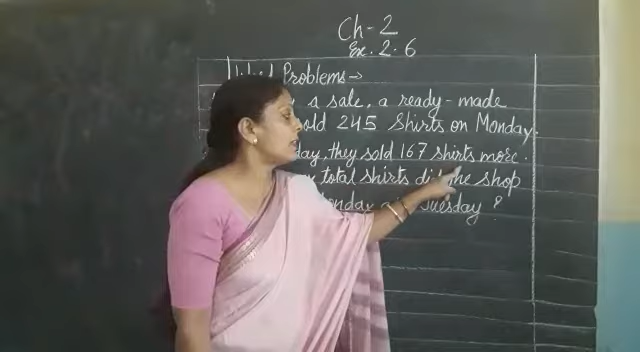 Ch-2
Ex. 2.6
Word Problems→
a sale, a ready-made
sold 245 Shirts on Monday.
they sold 167 shirts more.
total shirts did the shop
Monday Tuesday ?